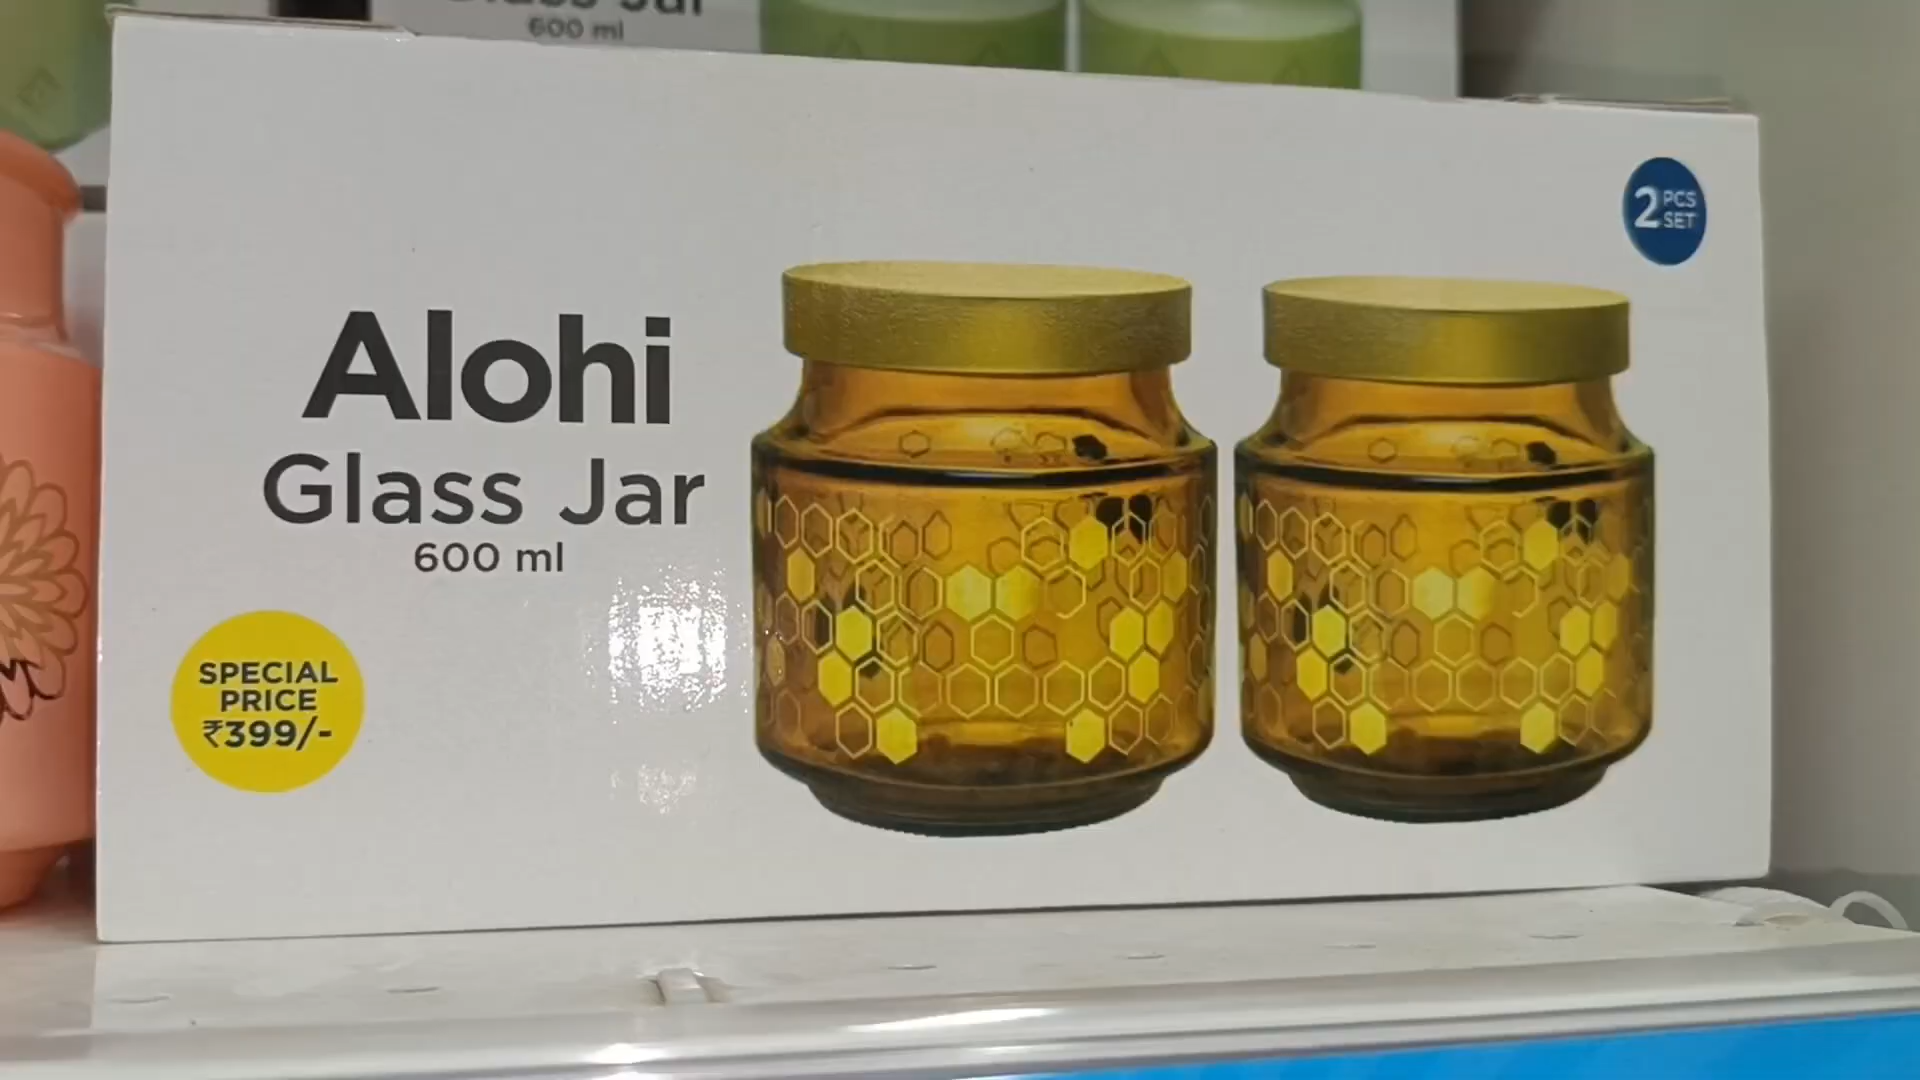 600 ml
2 PCS
SET
Alohi
Glass Jar
600 ml
SPECIAL
PRICE
₹399/-